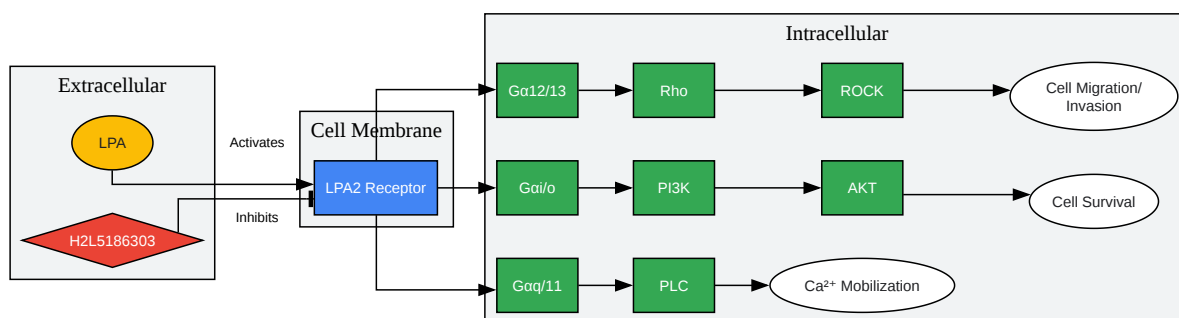 Extracellular
LPA
H2L5186303
Activates
Inhibits
Cell Membrane
LPA2 Receptor
Intracellular
Gα12/13
Rho
ROCK
Cell Migration/
Invasion
Gαi/o
PI3K
AKT
Cell Survival
Gαq/11
PLC
Ca²⁺ Mobilization